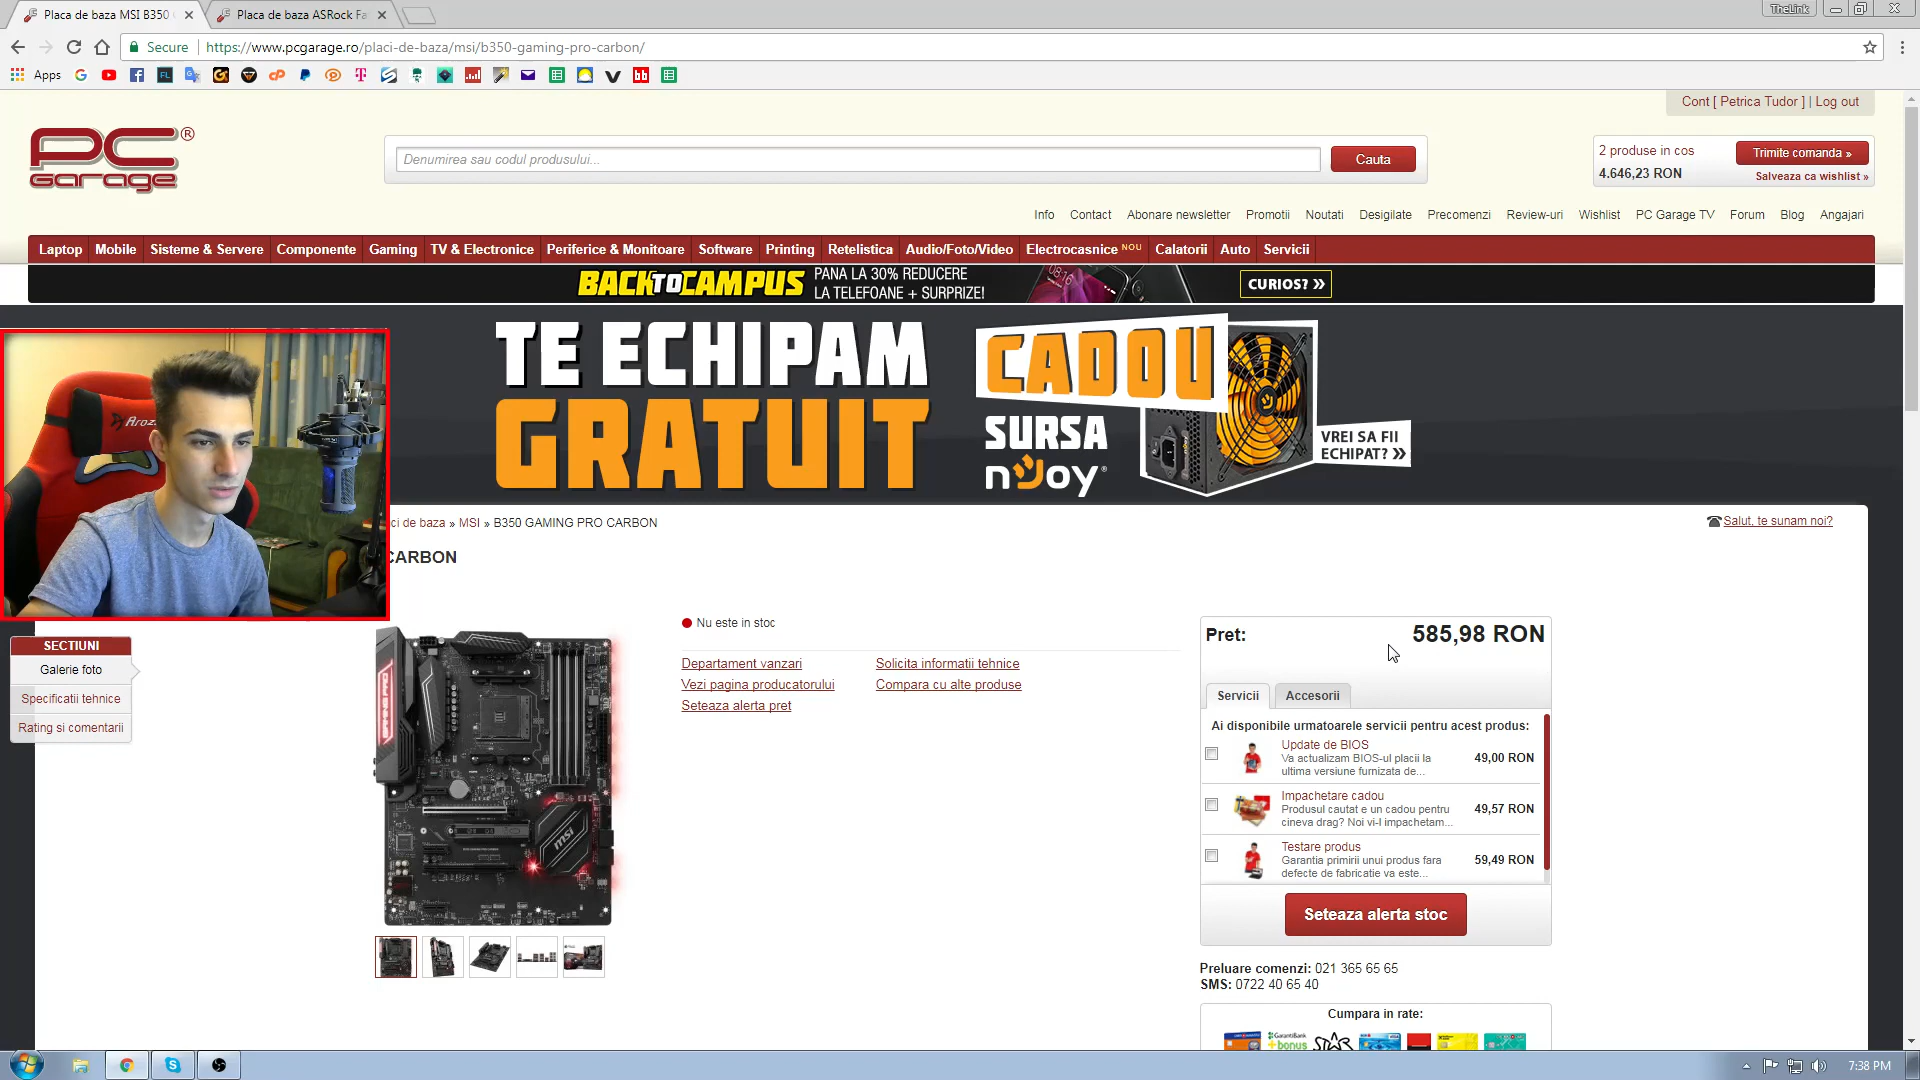 Placa de baza MSI B350
Placa de baza ASRock Fa
TheLink
Secure
https://www.pcgarage.ro/placi-de-baza/msi/b350-gaming-pro-carbon/
Apps
Cont [ Petrica Tudor ] | Log out
PC Garage ®
Denumirea sau codul produsului...
Cauta
2 produse in cos
Trimite comanda »
4.646,23 RON
Salveaza ca wishlist »
Info Contact Abonare newsletter Promotii Noutati Desigilate Precomenzi Review-uri Wishlist PC Garage TV Forum Blog Angajari
Laptop Mobile Sisteme & Servere Componente Gaming TV & Electronice Periferice & Monitoare Software Printing Retelistica Audio/Foto/Video Electrocasnice NOU Calatorii Auto Servicii
BACK TO CAMPUS
PANA LA 30% REDUCERE
LA TELEFOANE + SURPRIZE!
CURIOS? »
TE ECHIPAM
GRATUIT
CADOU
SURSA
nJoy
VREI SA FII
ECHIPAT? »
ci de baza » MSI » B350 GAMING PRO CARBON
Salut, te sunam noi?
CARBON
SECTIUNI
Galerie foto
Specificatii tehnice
Rating si comentarii
Nu este in stoc
Departament vanzari
Solicita informatii tehnice
Vezi pagina producatorului
Compara cu alte produse
Seteaza alerta pret
Pret:
585,98 RON
Servicii
Accesorii
Ai disponibile urmatoarele servicii pentru acest produs:
Update de BIOS
Va actualizam BIOS-ul placii la
ultima versiune furnizata de...
49,00 RON
Impachetare cadou
Produsul cautat e un cadou pentru
cineva drag? Noi vi-l impachetam...
49,57 RON
Testare produs
Garantia primirii unui produs fara
defecte de fabricatie va este...
59,49 RON
Seteaza alerta stoc
Preluare comenzi: 021 365 65 65
SMS: 0722 40 65 40
Cumpara in rate:
7:38 PM